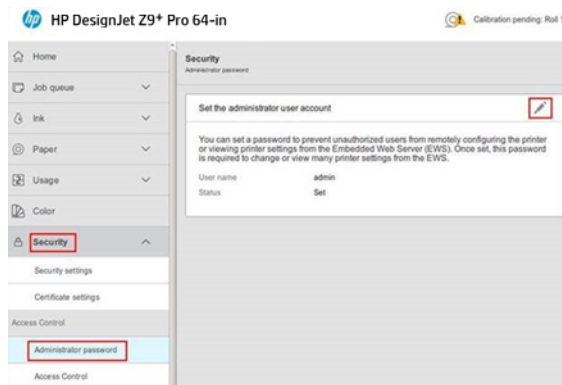 hp HP DesignJet Z9+ Pro 64-in
Calibration pending: Roll 1
Home
Job queue
Ink
Paper
Usage
Color
Security
Security settings
Certificate settings
Access Control
Administrator password
Access Control
Security
Administrator password
Set the administrator user account
You can set a password to prevent unauthorized users from remotely configuring the printer
or viewing printer settings from the Embedded Web Server (EWS). Once set, this password
is required to change or view many printer settings from the EWS.
User name admin
Status Set